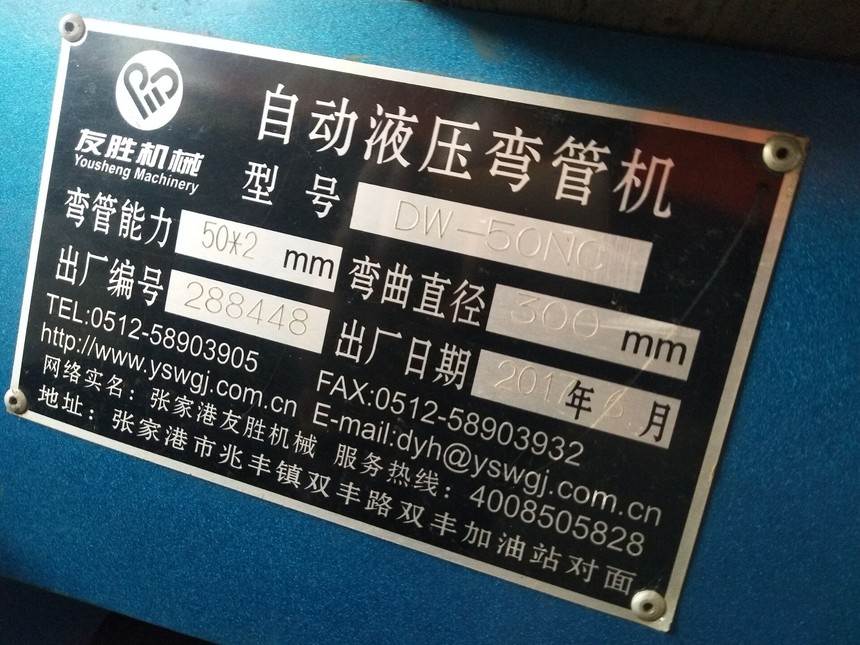 友胜机械
Yousheng Machinery
自动液压弯管机
型号 DW-50NC
弯管能力 50*2 mm 弯曲直径 300 mm
出厂编号 288448 出厂日期 201 年 月
TEL:0512-58903905 FAX:0512-58903932
http://www.yswgj.com.cn E-mail:dyh@yswgj.com.cn
网络实名：张家港友胜机械 服务热线：4008505828
地址：张家港市兆丰镇双丰路双丰加油站对面